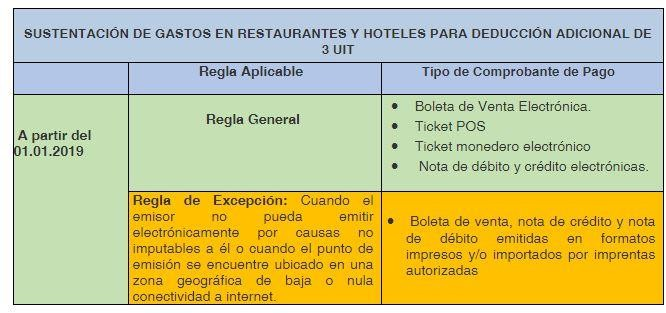 SUSTENTACIÓN DE GASTOS EN RESTAURANTES Y HOTELES PARA DEDUCCIÓN ADICIONAL DE
3 UIT
Regla Aplicable
Tipo de Comprobante de Pago
A partir del
01.01.2019
Regla General
• Boleta de Venta Electrónica.
• Ticket POS
• Ticket monedero electrónico
• Nota de débito y crédito electrónicas.
Regla de Excepción: Cuando el
emisor no pueda emitir
electrónicamente por causas no
imputables a él o cuando el punto de
emisión se encuentre ubicado en una
zona geográfica de baja o nula
conectividad a internet.
• Boleta de venta, nota de crédito y nota
de débito emitidas en formatos
impresos y/o importados por imprentas
autorizadas